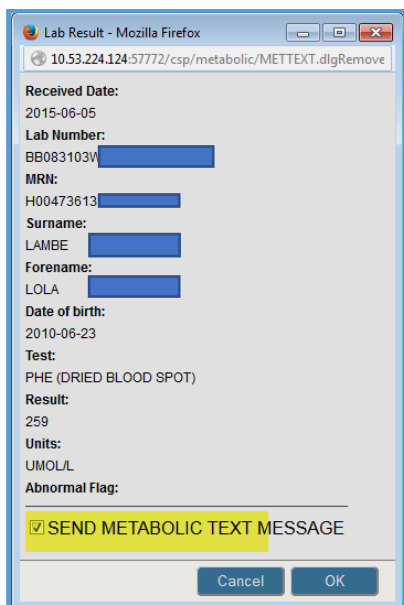 Lab Result - Mozilla Firefox
10.53.224.124:57772/csp/metabolic/METTEXT.dlgRemove
Received Date:
2015-06-05
Lab Number:
BB083103W
MRN:
H00473613
Surname:
LAMBE
Forename:
LOLA
Date of birth:
2010-06-23
Test:
PHE (DRIED BLOOD SPOT)
Result:
259
Units:
UMOL/L
Abnormal Flag:
SEND METABOLIC TEXT MESSAGE
Cancel OK